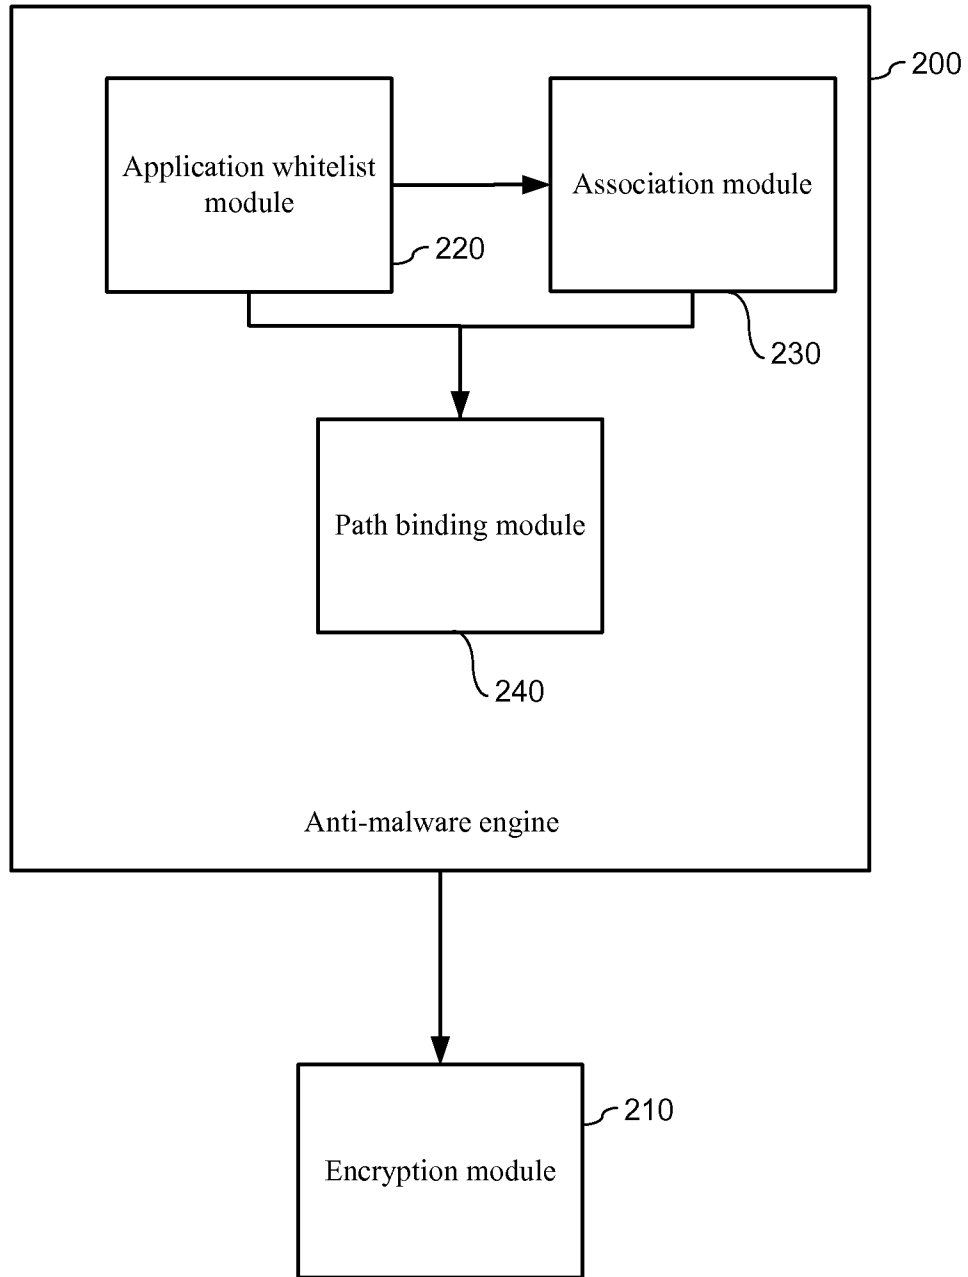 200
Application whitelist
module
Association module
220
230
Path binding module
240
Anti-malware engine
210
Encryption module